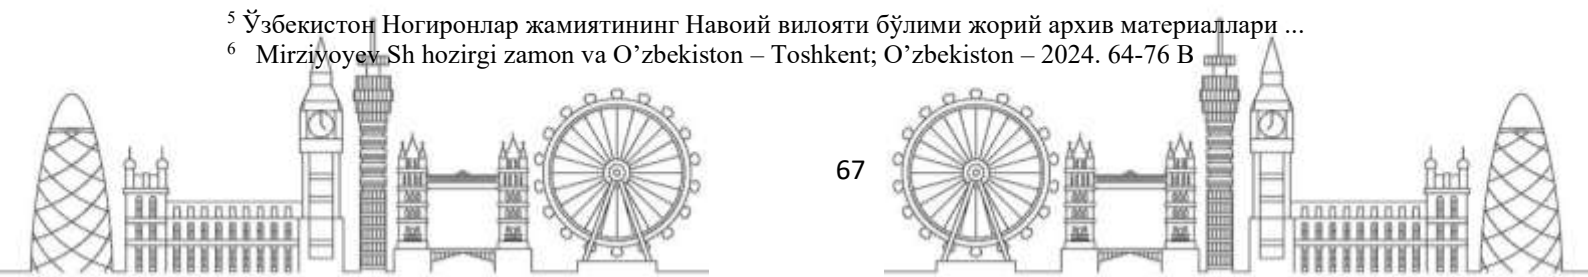 ⁵ Ўзбекистон Ногиронлар жамиятининг Навоий вилояти бўлими жорий архив материаллари ...
⁶ Mirziyoyev Sh hozirgi zamon va O’zbekiston – Toshkent; O’zbekiston – 2024. 64-76 B
67